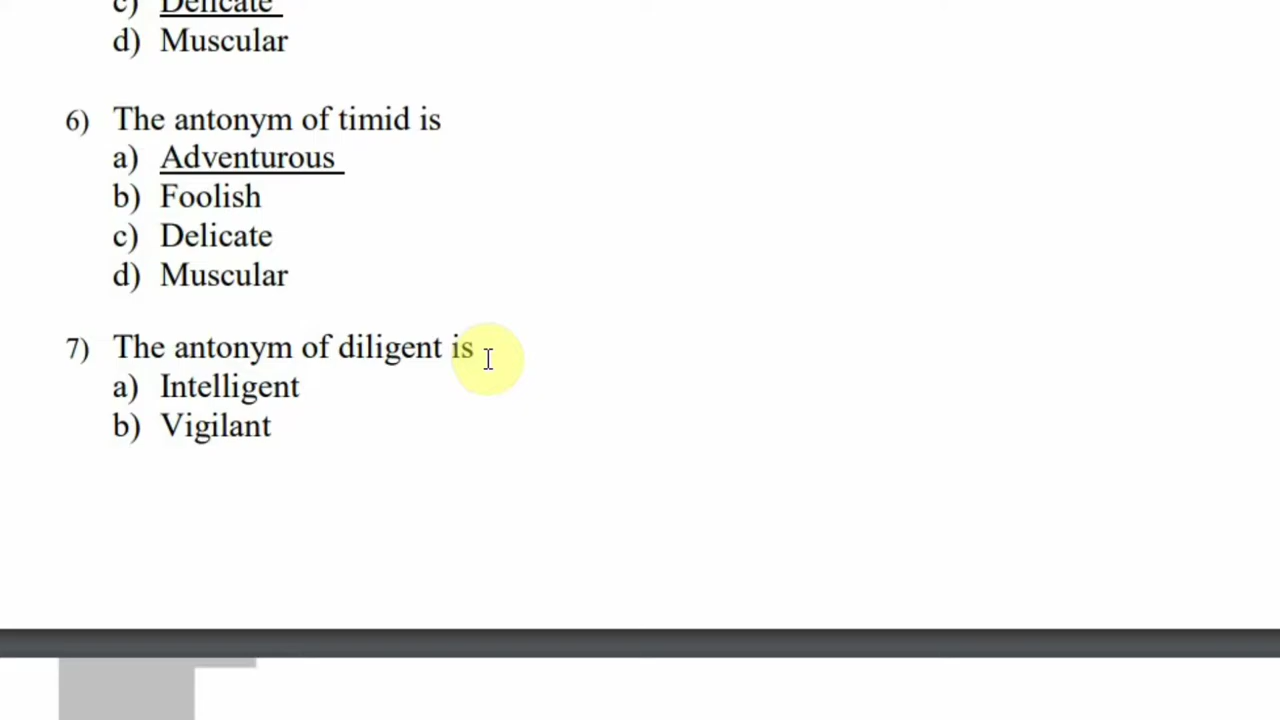 c) Delicate
d) Muscular
6) The antonym of timid is
a) Adventurous
b) Foolish
c) Delicate
d) Muscular
7) The antonym of diligent is
a) Intelligent
b) Vigilant